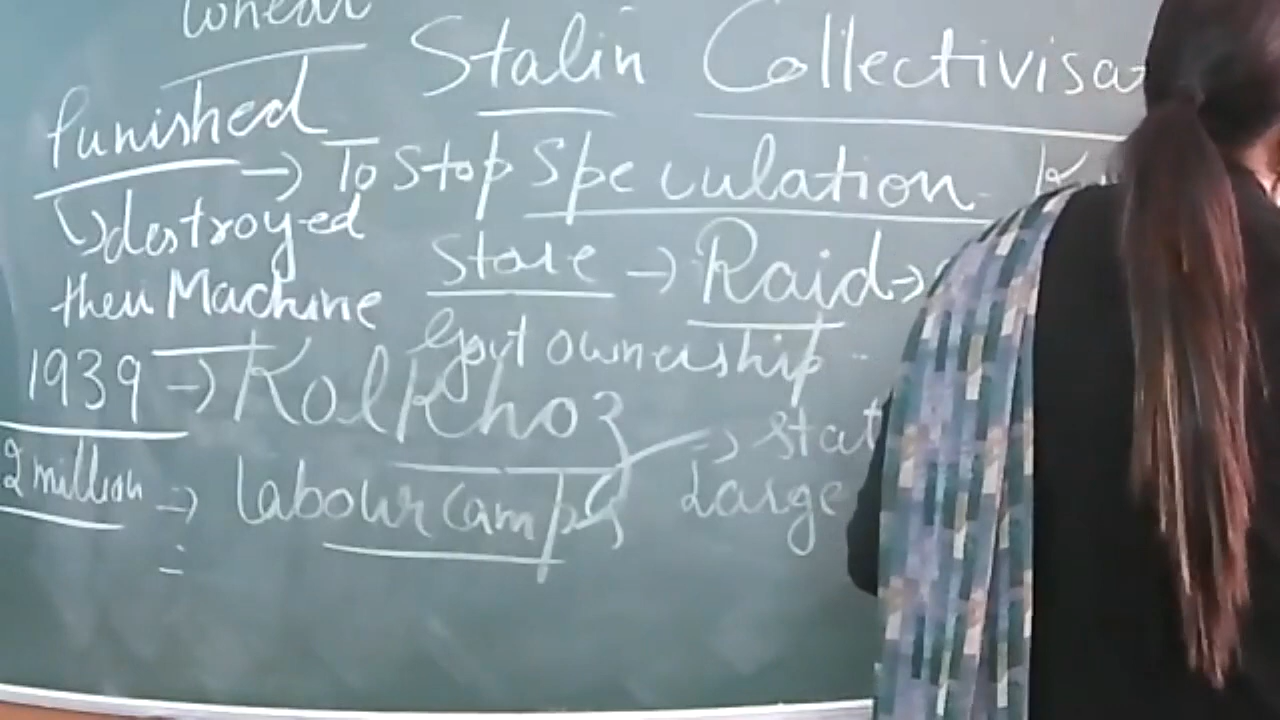 Stalin Collectivisa
Punished
→ To Stop Speculation
↳ destroyed
their Machine
Store → Raid →
Govt ownership
1939 → Kolkhoz → Stat
2 million → labour camps
Large